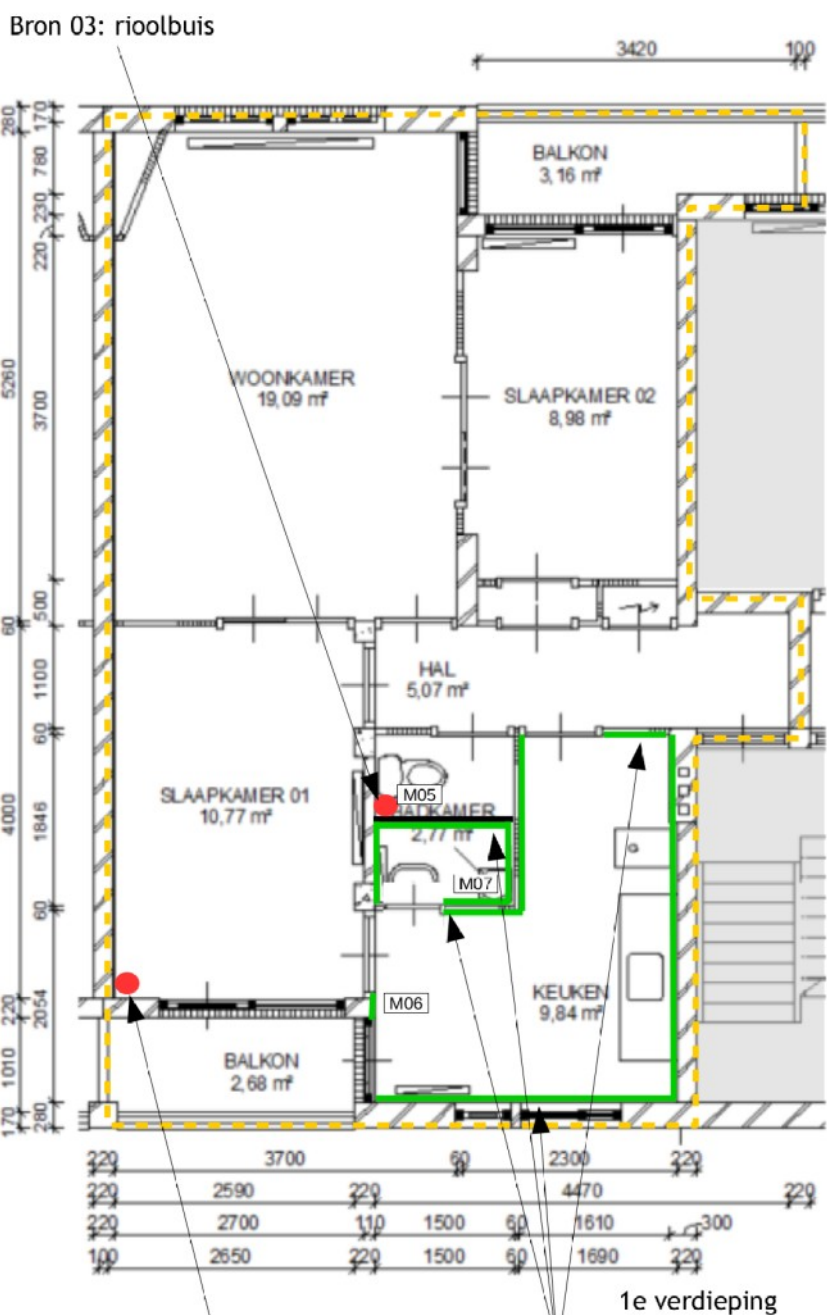 Bron 03: rioolbuis
3420
100
280
170
780
230
220
5260
3700
500
60
1100
60
4000
1846
60
220
2054
1010
170
280
BALKON
3,16 m²
WOONKAMER
19,09 m²
SLAAPKAMER 02
8,98 m²
HAL
5,07 m²
SLAAPKAMER 01
10,77 m²
M05
BADKAMER
2,77 m²
M07
KEUKEN
9,84 m²
M06
BALKON
2,68 m²
220 3700 60 2300 220
220 2590 220 4470 220
220 2700 110 1500 60 1610 300
100 2650 220 1500 60 1690 220
1e verdieping